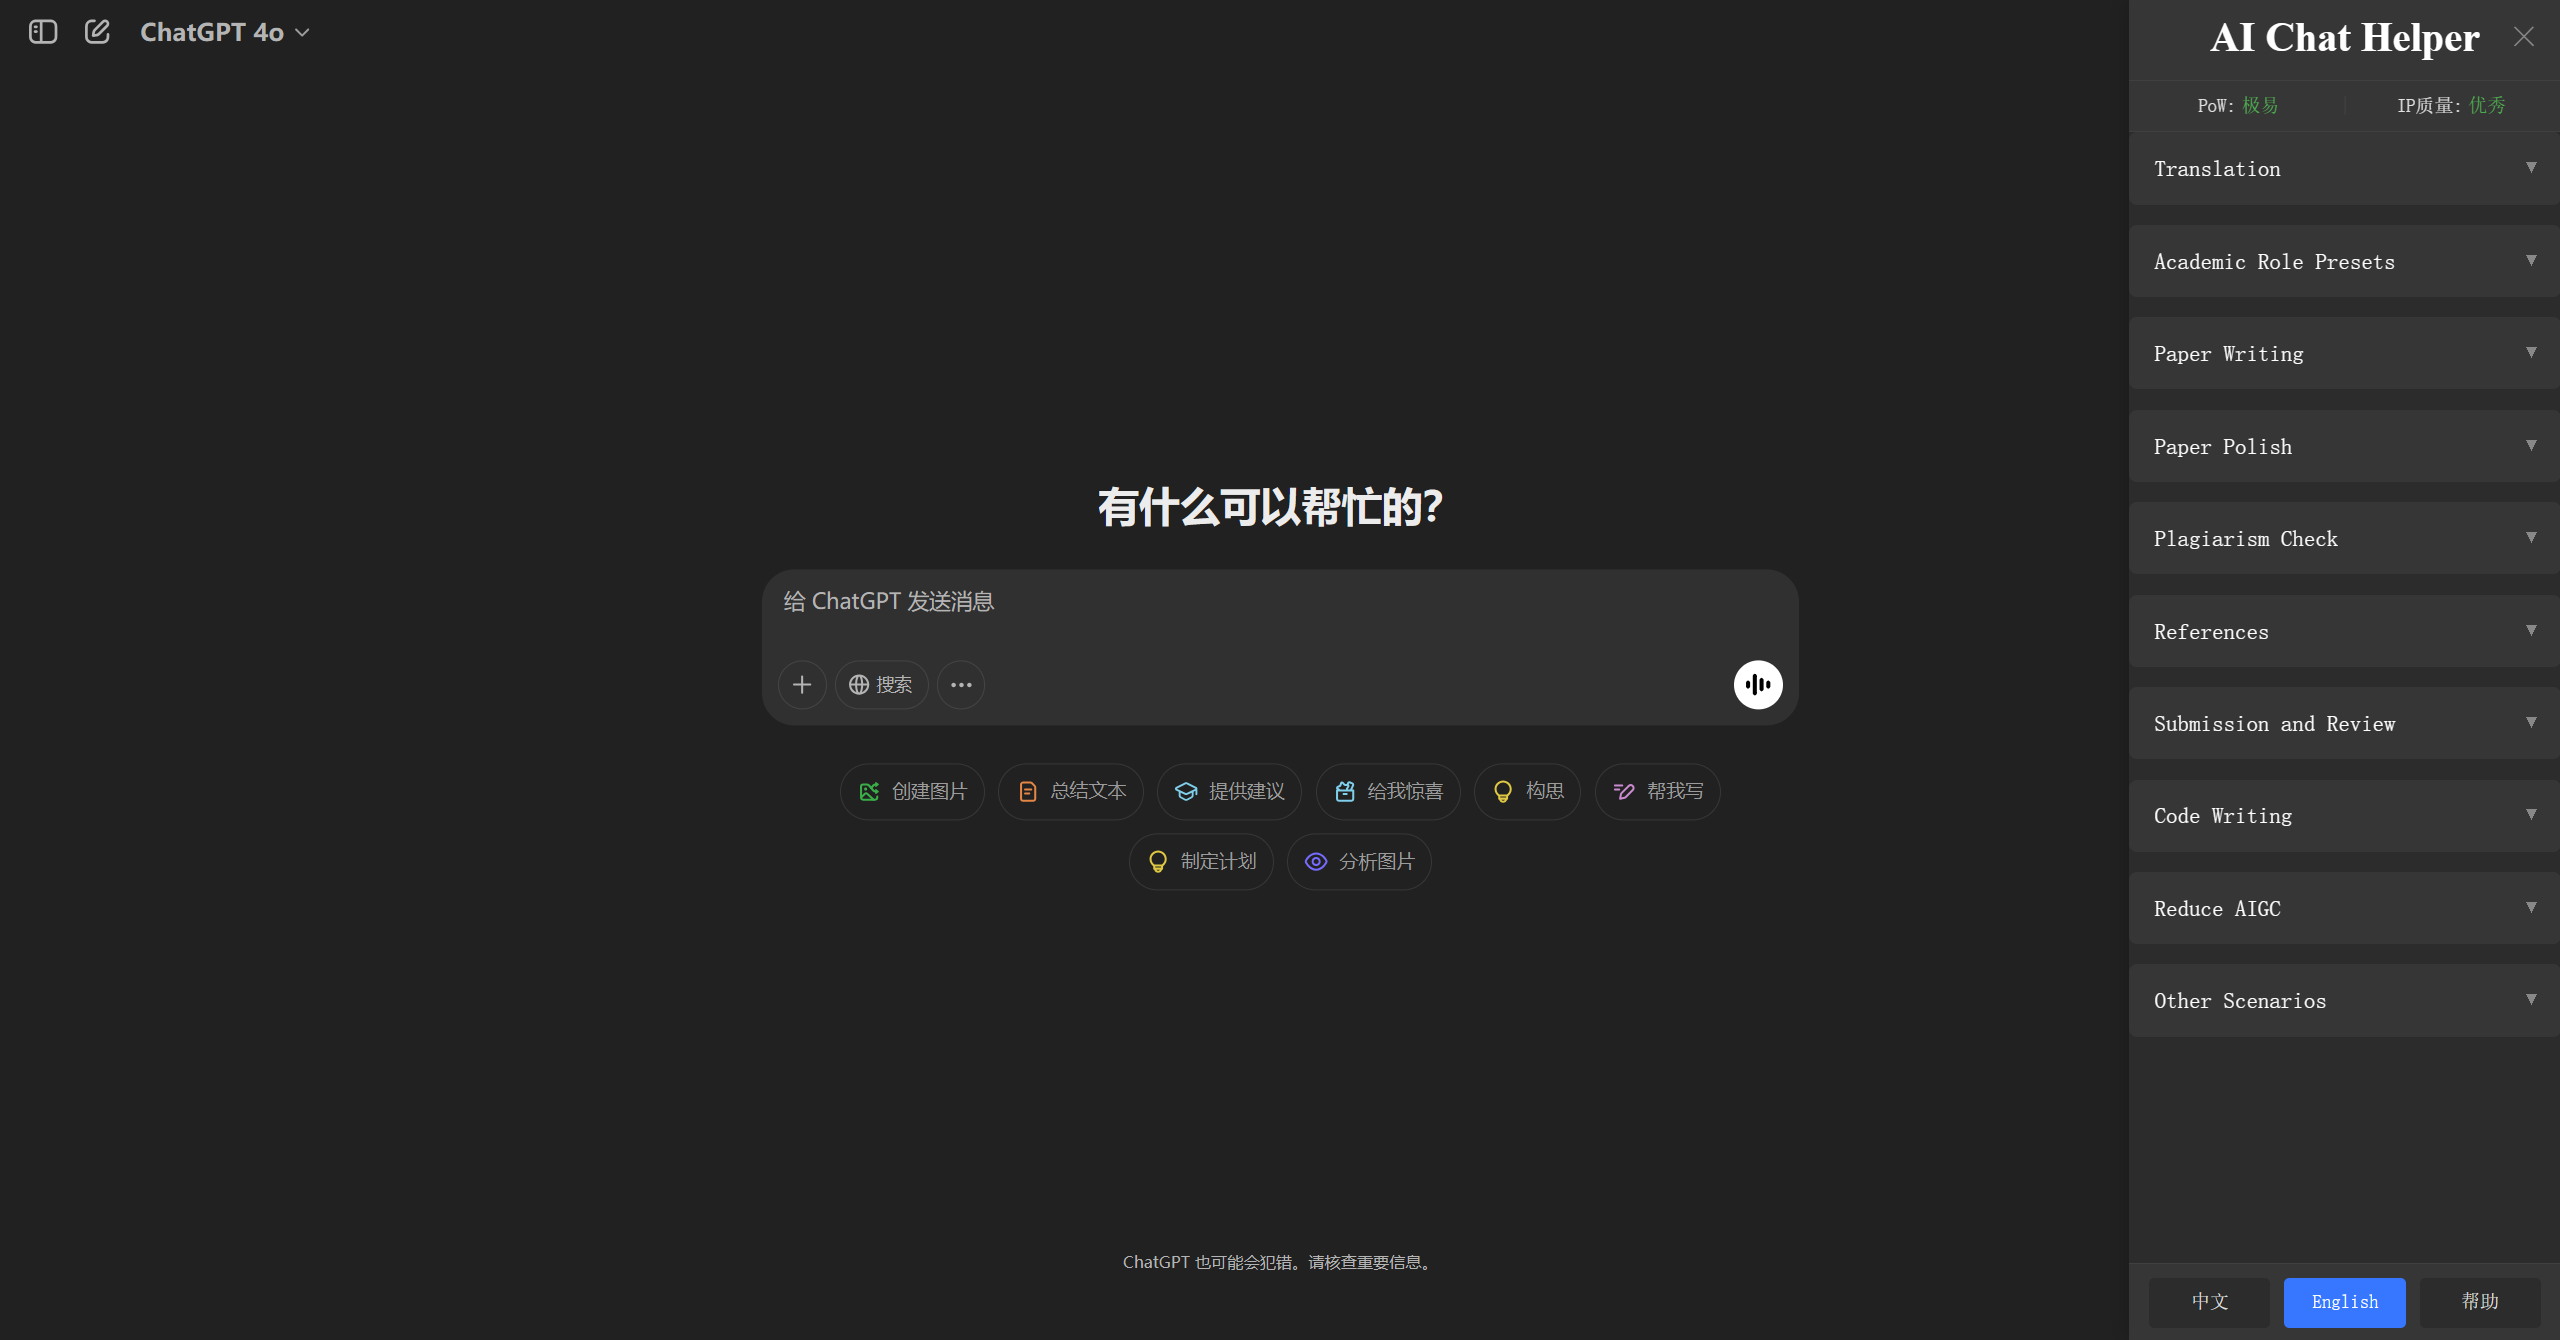 ChatGPT 4o
有什么可以帮忙的？
给 ChatGPT 发送消息
搜索
创建图片 总结文本 提供建议 给我惊喜 构思 帮我写
制定计划 分析图片
ChatGPT 也可能会犯错。请核查重要信息。
AI Chat Helper
PoW: 极易 IP质量: 优秀
Translation
Academic Role Presets
Paper Writing
Paper Polish
Plagiarism Check
References
Submission and Review
Code Writing
Reduce AIGC
Other Scenarios
中文 English 帮助